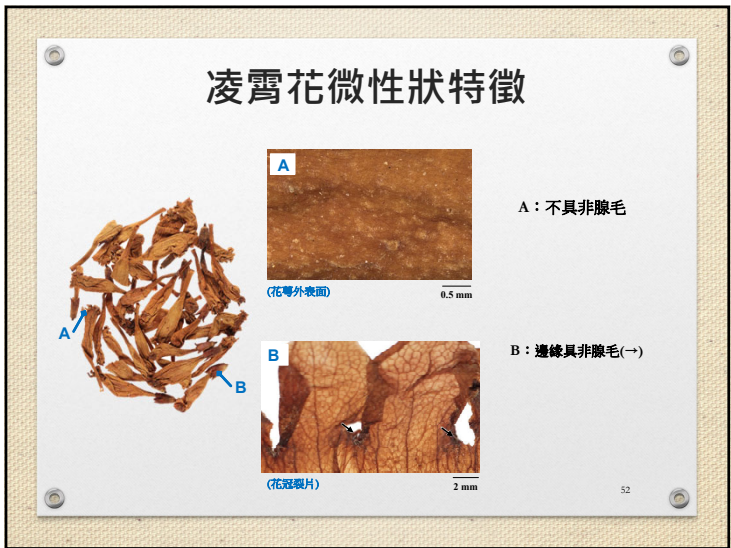 凌霄花微性狀特徵
A
A：不具非腺毛
(花萼外表面)
0.5 mm
A
B
B
B：邊緣具非腺毛(→)
(花冠裂片)
2 mm
52